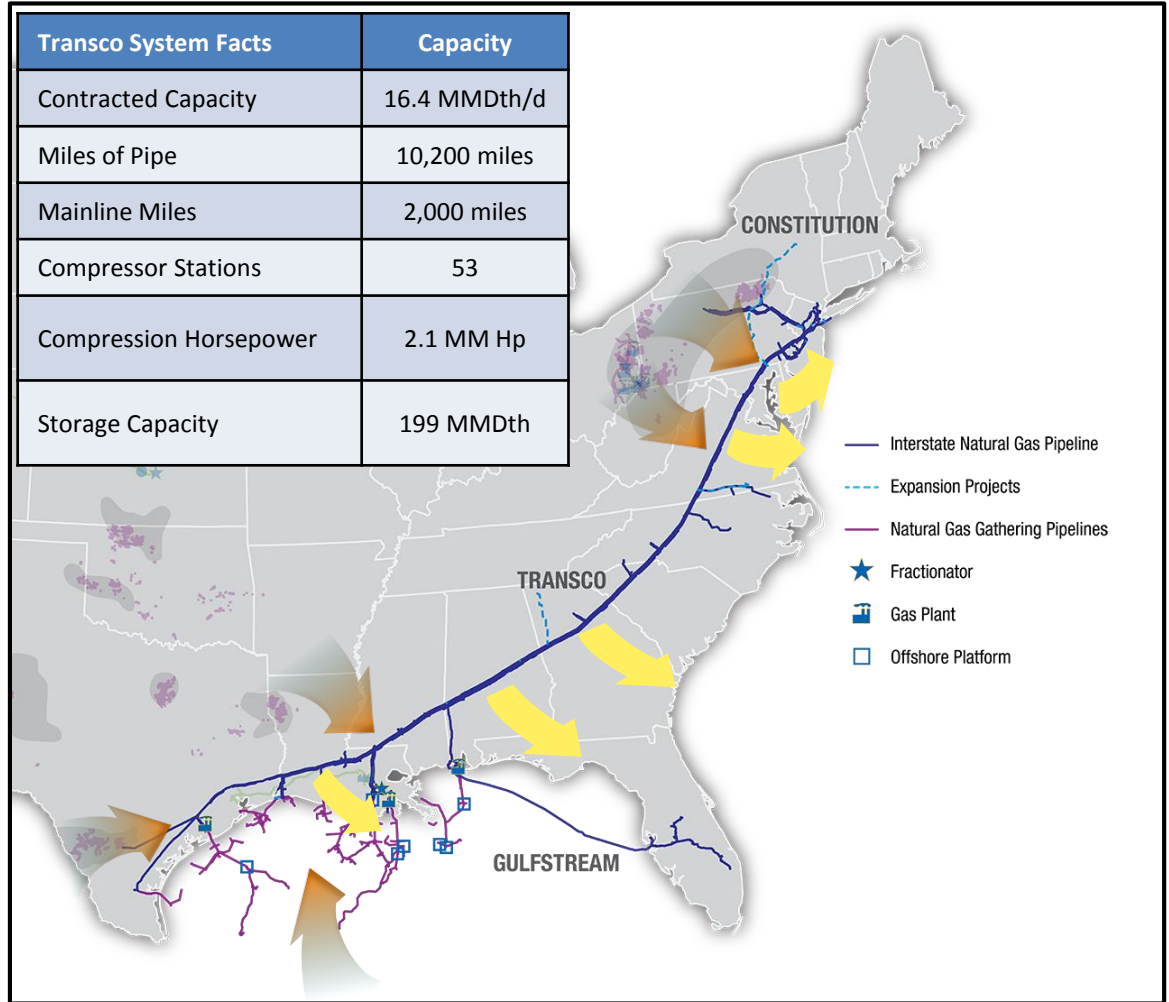 Transco System Facts Capacity
Contracted Capacity 16.4 MMDth/d
Miles of Pipe 10,200 miles
Mainline Miles 2,000 miles
Compressor Stations 53
Compression Horsepower 2.1 MM Hp
Storage Capacity 199 MMDth
CONSTITUTION
Interstate Natural Gas Pipeline
Expansion Projects
Natural Gas Gathering Pipelines
TRANSCO
Fractionator
Gas Plant
Offshore Platform
GULFSTREAM